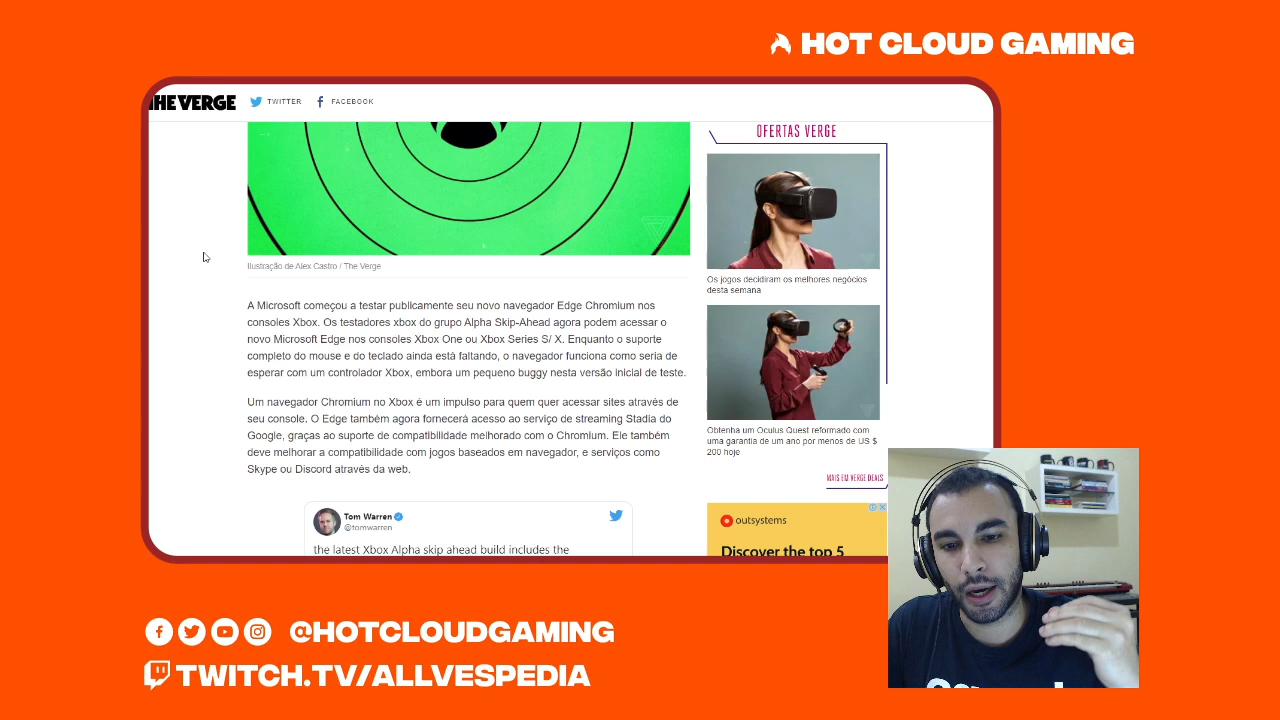 HOT CLOUD GAMING
THE VERGE
TWITTER
FACEBOOK
Ilustração de Alex Castro / The Verge
A Microsoft começou a testar publicamente seu novo navegador Edge Chromium nos
consoles Xbox. Os testadores xbox do grupo Alpha Skip-Ahead agora podem acessar o
novo Microsoft Edge nos consoles Xbox One ou Xbox Series S/ X. Enquanto o suporte
completo do mouse e do teclado ainda está faltando, o navegador funciona como seria de
esperar com um controlador Xbox, embora um pequeno buggy nesta versão inicial de teste.
Um navegador Chromium no Xbox é um impulso para quem quer acessar sites através de
seu console. O Edge também agora fornecerá acesso ao serviço de streaming Stadia do
Google, graças ao suporte de compatibilidade melhorado com o Chromium. Ele também
deve melhorar a compatibilidade com jogos baseados em navegador, e serviços como
Skype ou Discord através da web.
Tom Warren
@tomwarren
the latest Xbox Alpha skip ahead build includes the
OFERTAS VERGE
Os jogos decidiram os melhores negócios
desta semana
Obtenha um Oculus Quest reformado com
uma garantia de um ano por menos de US $
200 hoje
MAIS EM VERGE DEALS
outsystems
Discover the top 5
@HOTCLOUDGAMING
TWITCH.TV/ALLVESPEDIA